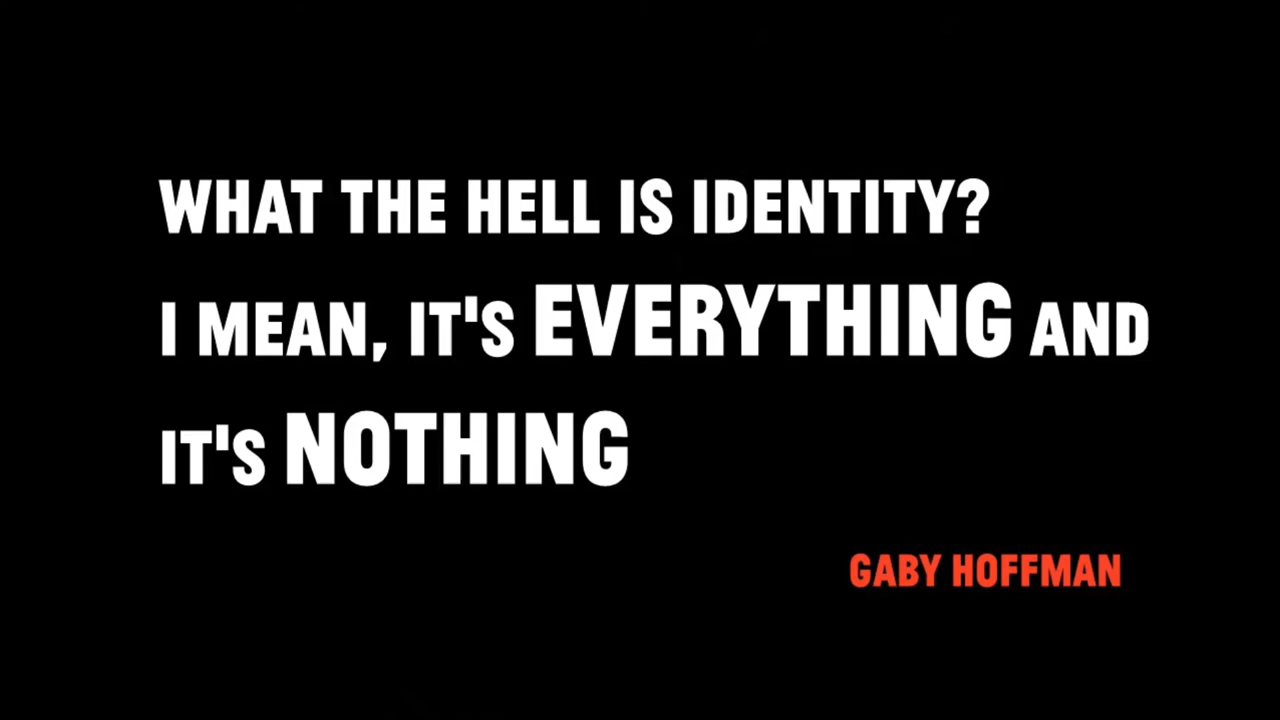 WHAT THE HELL IS IDENTITY?
I MEAN, IT'S EVERYTHING AND
IT'S NOTHING
GABY HOFFMAN